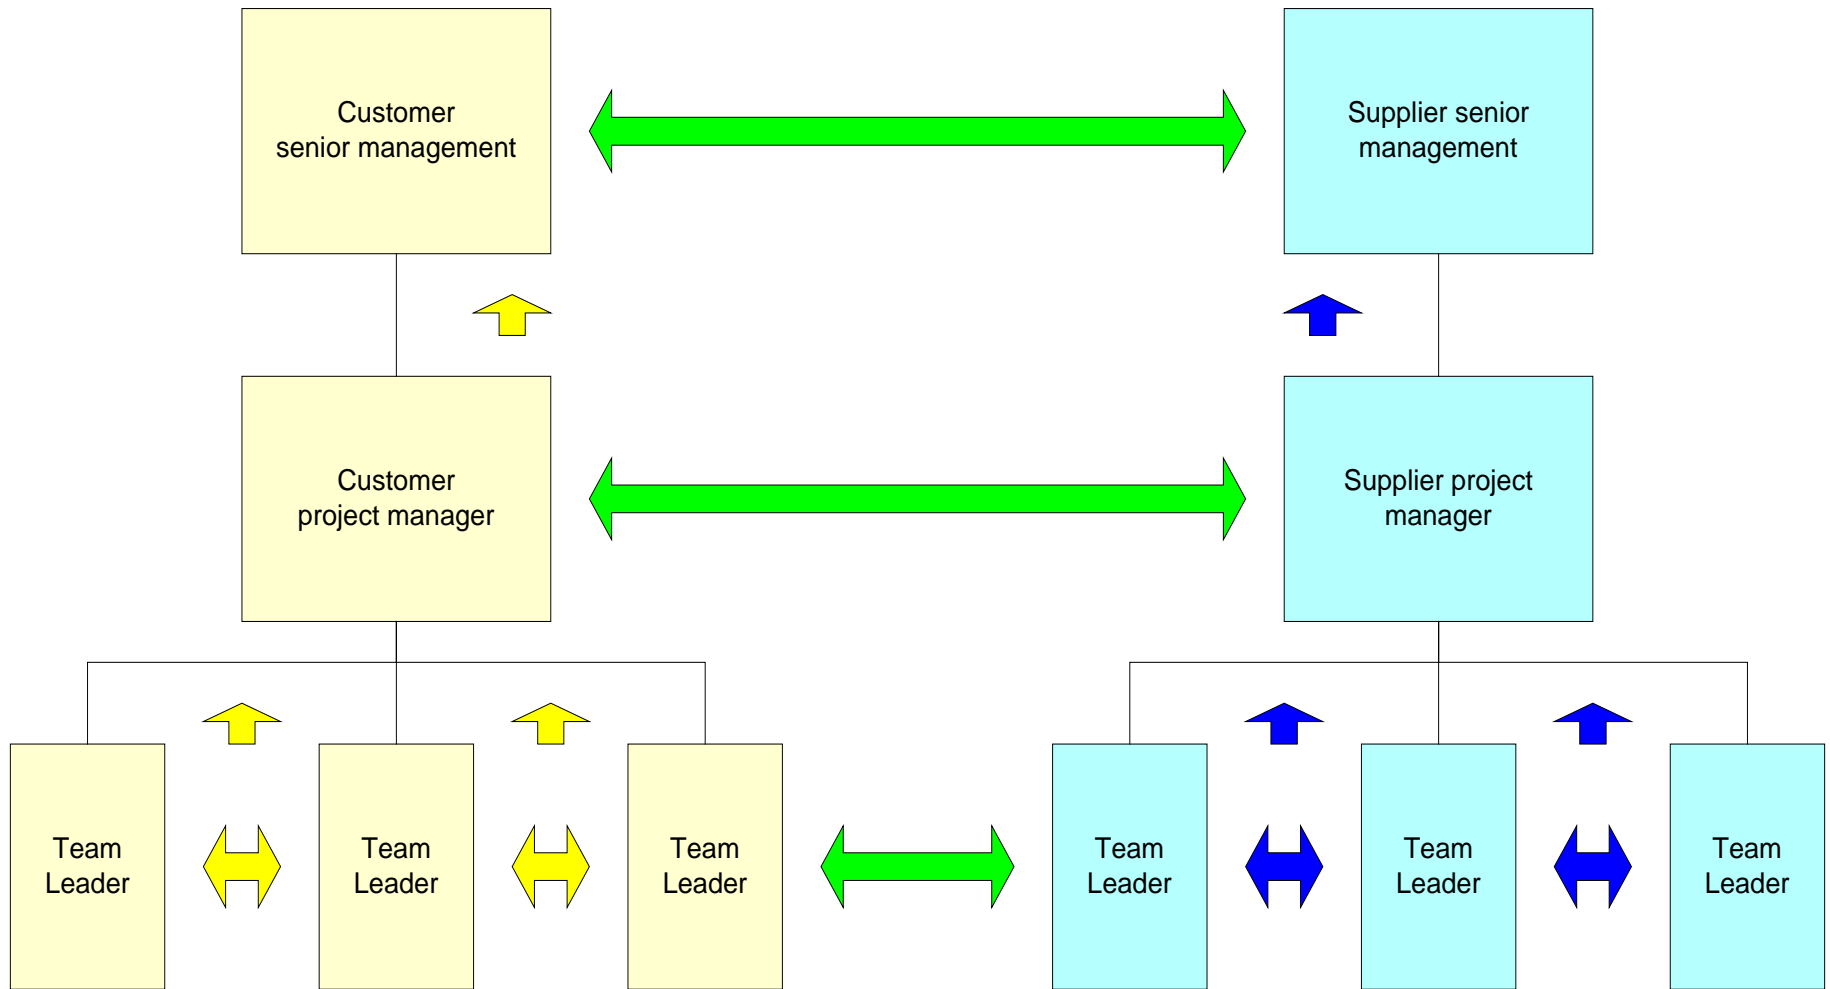 Customer
senior management
Supplier senior
management
Customer
project manager
Supplier project
manager
Team
Leader
Team
Leader
Team
Leader
Team
Leader
Team
Leader
Team
Leader